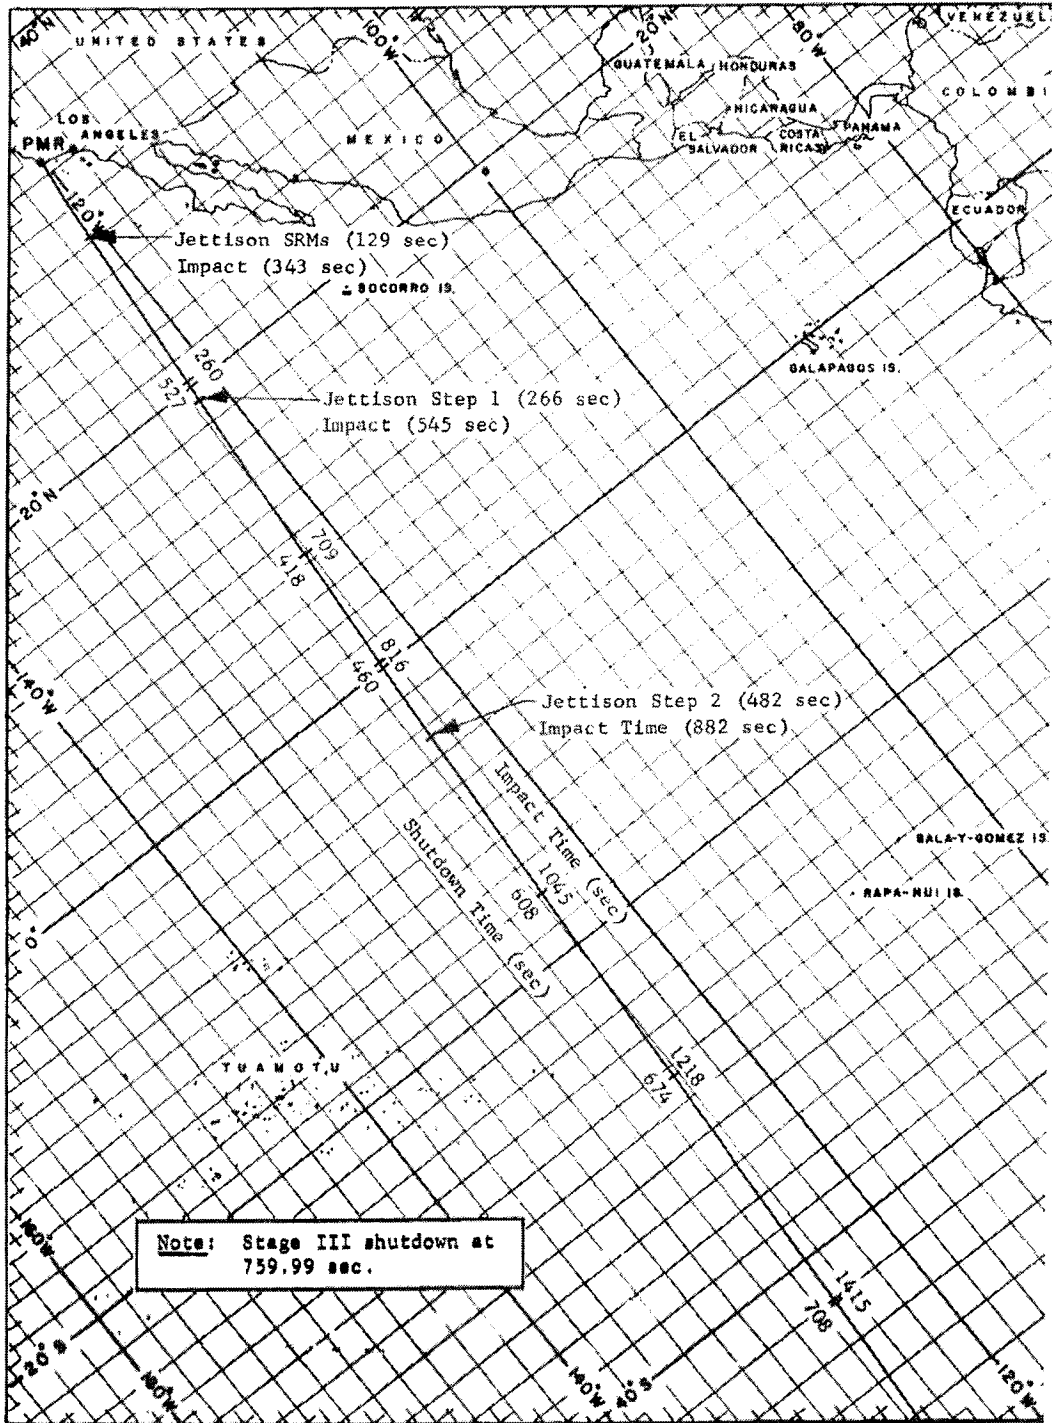 40°N
UNITED STATES
100°W
20°N
80°W
VENEZUEL
GUATEMALA
HONDURAS
COLOMBI
NICARAGUA
LOS ANGELES
MEXICO
EL SALVADOR
COSTA RICAS
PANAMA
PMR
120°W
ECUADOR
Jettison SRMs (129 sec)
Impact (343 sec)
SOCORRO IS.
GALAPAGOS IS.
260
527
Jettison Step 1 (266 sec)
Impact (545 sec)
20°N
709
418
816
460
140°W
Jettison Step 2 (482 sec)
Impact Time (882 sec)
Impact Time (sec)
Shutdown Time (sec)
SALA-Y-GOMEZ IS
RAPA-NUI IS.
1045
608
0°
TUAMOTU
1218
674
160°W
Note: Stage III shutdown at
759.99 sec.
1415
708
20°S
160°W
140°W
40°S
120°W